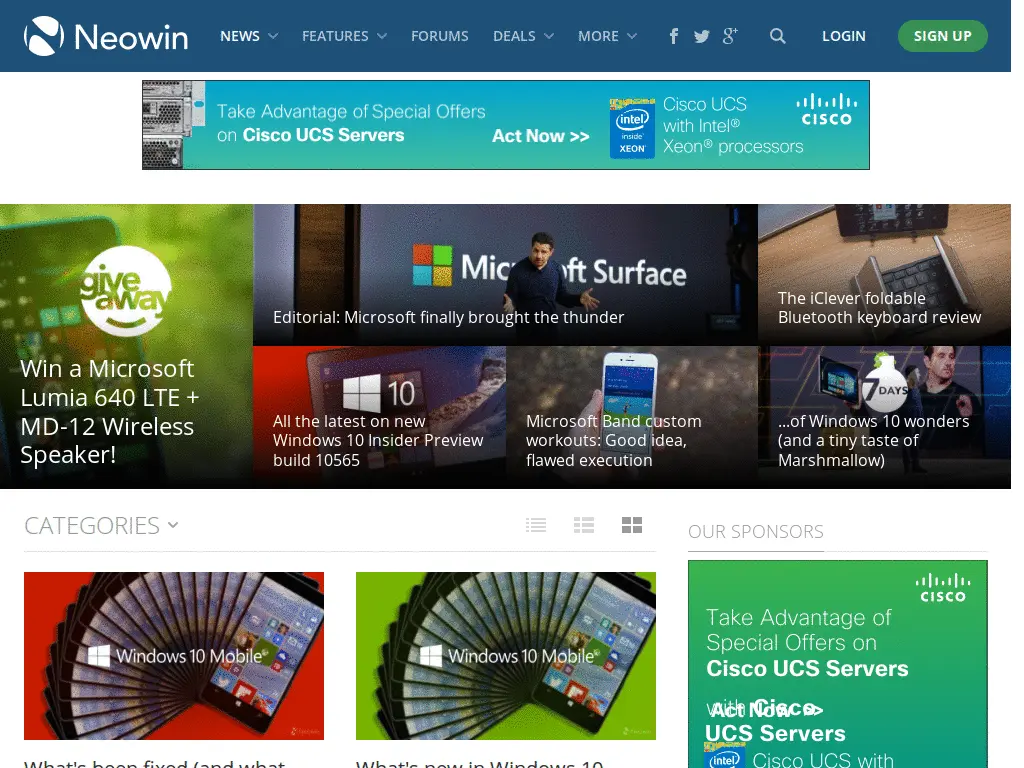 Neowin
NEWS
FEATURES
FORUMS
DEALS
MORE
LOGIN
SIGN UP
Take Advantage of Special Offers
on Cisco UCS Servers
Act Now >>
intel
inside
XEON
Cisco UCS
with Intel®
Xeon® processors
CISCO
give
away
Win a Microsoft
Lumia 640 LTE +
MD-12 Wireless
Speaker!
Microsoft Surface
Editorial: Microsoft finally brought the thunder
The iClever foldable
Bluetooth keyboard review
10
All the latest on new
Windows 10 Insider Preview
build 10565
Microsoft Band custom
workouts: Good idea,
flawed execution
7 DAYS
...of Windows 10 wonders
(and a tiny taste of
Marshmallow)
CATEGORIES
OUR SPONSORS
Windows 10 Mobile
Windows 10 Mobile
What's been fixed (and what
What's new in Windows 10
CISCO
Take Advantage of
Special Offers on
Cisco UCS Servers
with Cisco
Act Now >>
UCS Servers
intel
Cisco UCS with